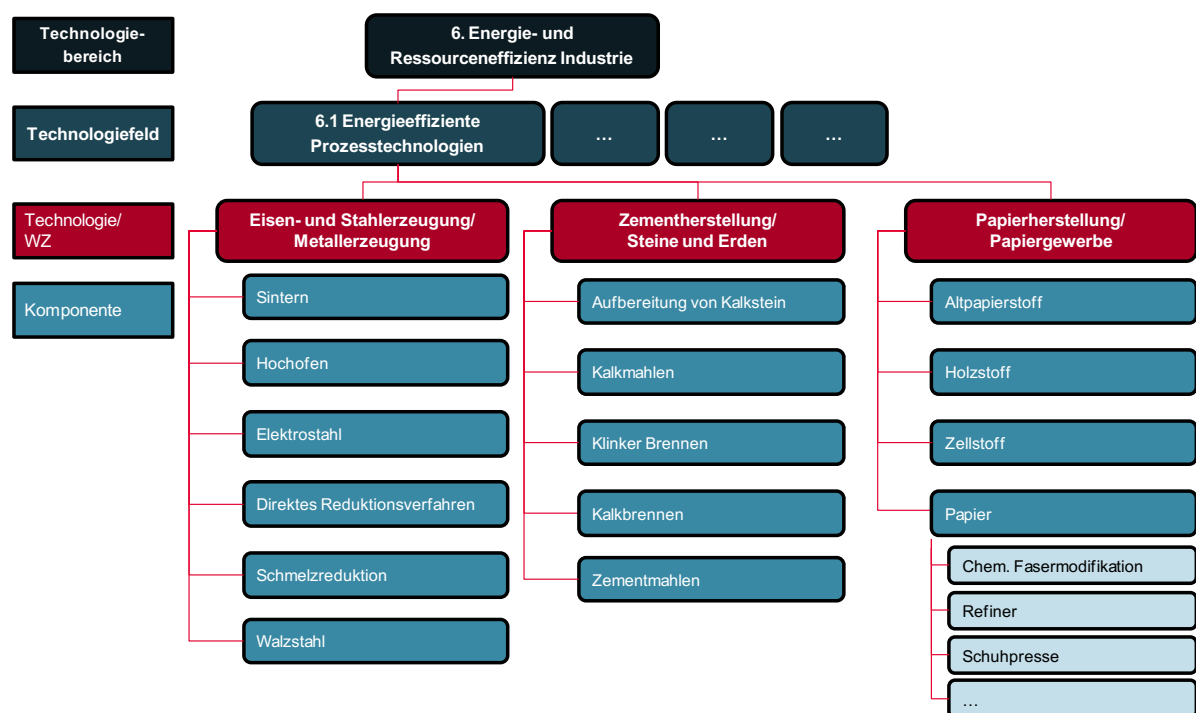 Technologie-
bereich
6. Energie- und
Ressourceneffizienz Industrie
Technologiefeld
6.1 Energieeffiziente
Prozesstechnologien
…
…
…
Technologie/
WZ
Eisen- und Stahlerzeugung/
Metallerzeugung
Zementherstellung/
Steine und Erden
Papierherstellung/
Papiergewerbe
Komponente
Sintern
Hochofen
Elektrostahl
Direktes Reduktionsverfahren
Schmelzreduktion
Walzstahl
Aufbereitung von Kalkstein
Kalkmahlen
Klinker Brennen
Kalkbrennen
Zementmahlen
Altpapierstoff
Holzstoff
Zellstoff
Papier
Chem. Fasermodifikation
Refiner
Schuhpresse
…